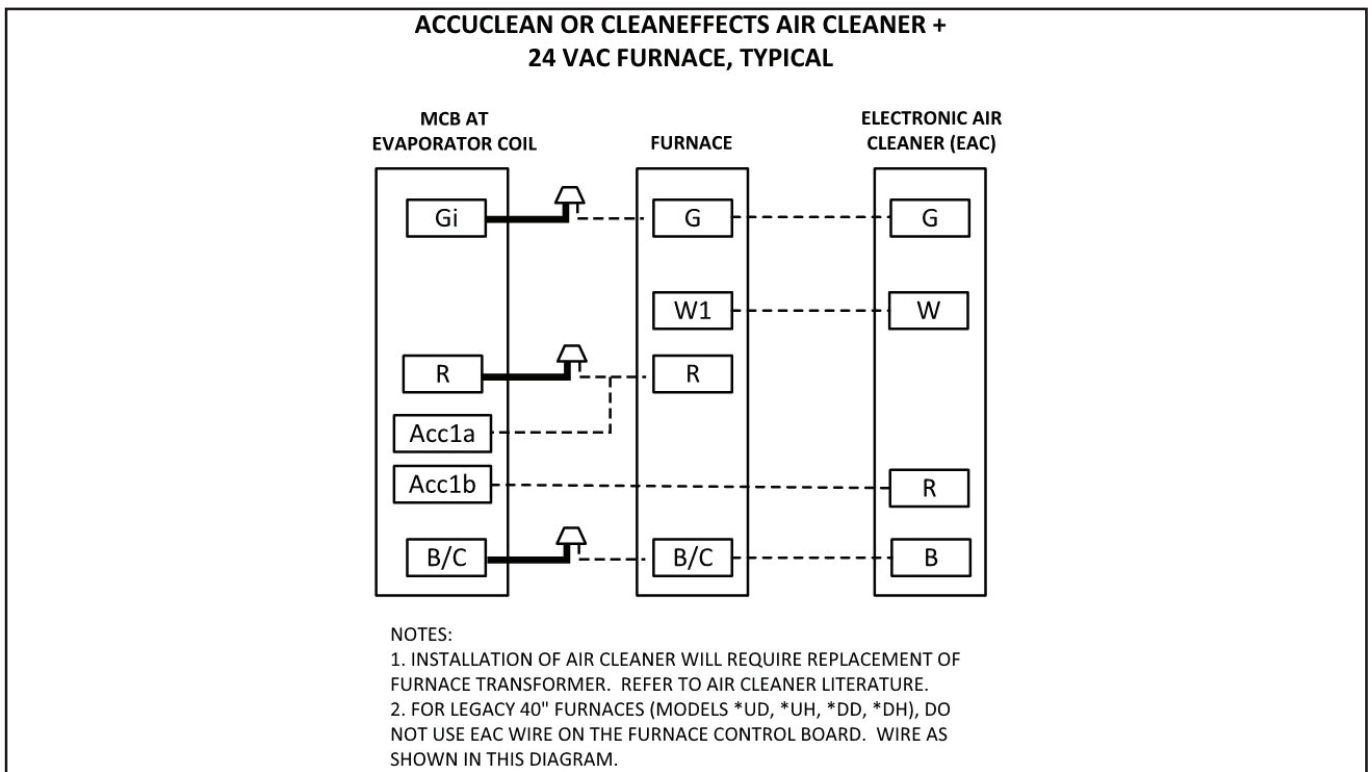 ACCUCLEAN OR CLEANEFFECTS AIR CLEANER +
24 VAC FURNACE, TYPICAL
MCB AT
EVAPORATOR COIL
FURNACE
ELECTRONIC AIR
CLEANER (EAC)
Gi
G
G
W1
W
R
R
Acc1a
Acc1b
R
B/C
B/C
B
NOTES:
1. INSTALLATION OF AIR CLEANER WILL REQUIRE REPLACEMENT OF
FURNACE TRANSFORMER. REFER TO AIR CLEANER LITERATURE.
2. FOR LEGACY 40" FURNACES (MODELS *UD, *UH, *DD, *DH), DO
NOT USE EAC WIRE ON THE FURNACE CONTROL BOARD. WIRE AS
SHOWN IN THIS DIAGRAM.